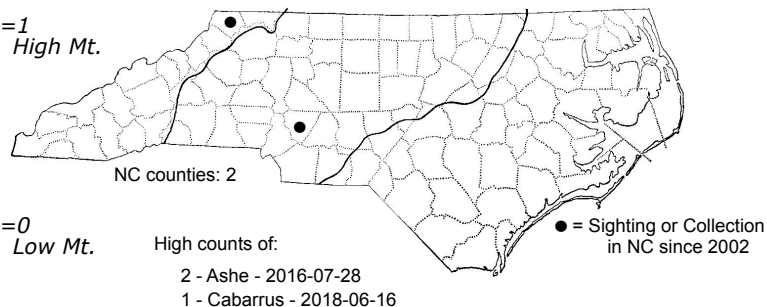 =1
High Mt.
NC counties: 2
=0
Low Mt.
High counts of:
2 - Ashe - 2016-07-28
1 - Cabarrus - 2018-06-16
● = Sighting or Collection
in NC since 2002